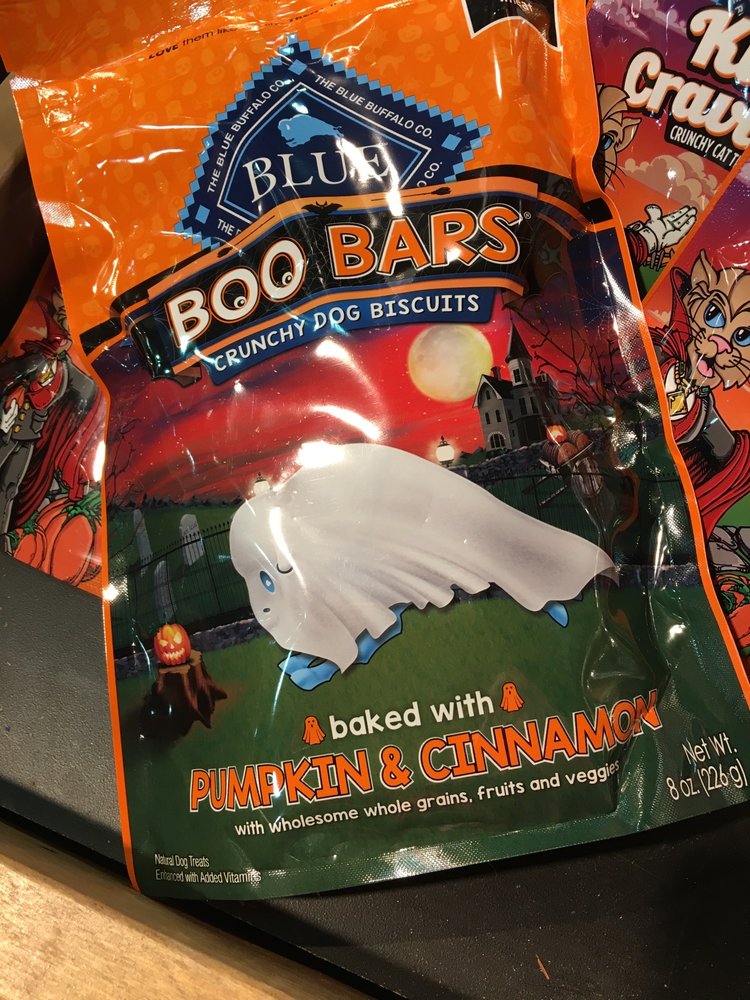 LOVE them
THE BLUE BUFFALO CO.
THE BLUE BUFFALO CO.
BLUE
BOO BARS®
CRUNCHY DOG BISCUITS
baked with
PUMPKIN & CINNAMON
with wholesome whole grains, fruits and veggies
Net Wt.
8 oz. (226 g)
Natural Dog Treats
Enhanced with Added Vitamins
CRUNCHY CAT